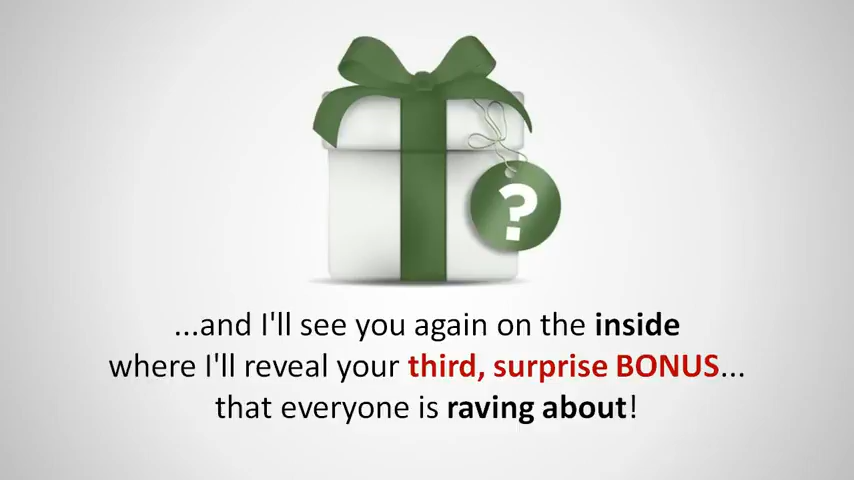 ?
...and I'll see you again on the inside
where I'll reveal your third, surprise BONUS...
that everyone is raving about!